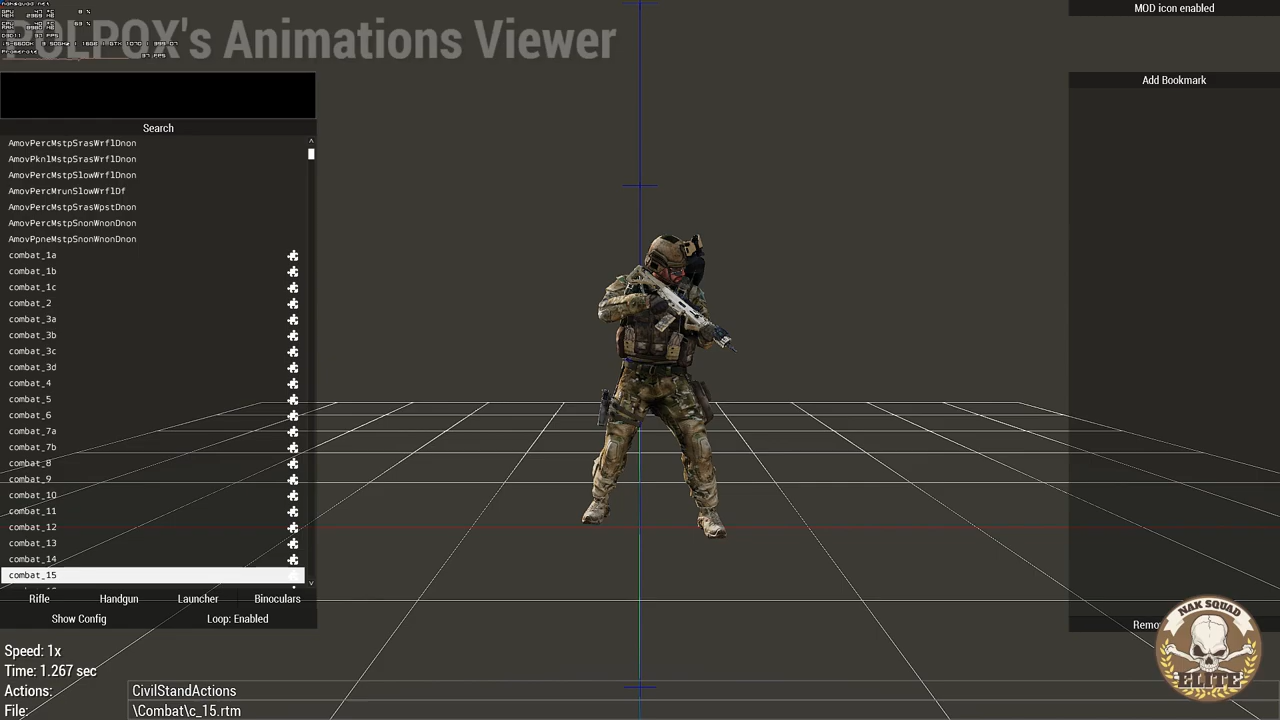 naksquad.net
POLPOX's Animations Viewer
MOD icon enabled
Add Bookmark
Search
AmovPercMstpSrasWrflDnon
AmovPknlMstpSrasWrflDnon
AmovPercMstpSlowWrflDnon
AmovPercMrunSlowWrflDf
AmovPercMstpSrasWpstDnon
AmovPercMstpSnonWnonDnon
AmovPpneMstpSnonWnonDnon
combat_1a
combat_1b
combat_1c
combat_2
combat_3a
combat_3b
combat_3c
combat_3d
combat_4
combat_5
combat_6
combat_7a
combat_7b
combat_8
combat_9
combat_10
combat_11
combat_12
combat_13
combat_14
combat_15
Rifle Handgun Launcher Binoculars
Show Config Loop: Enabled
Speed: 1x
Time: 1.267 sec
Actions: CivilStandActions
File: \Combat\c_15.rtm
NAK SQUAD
ELITE